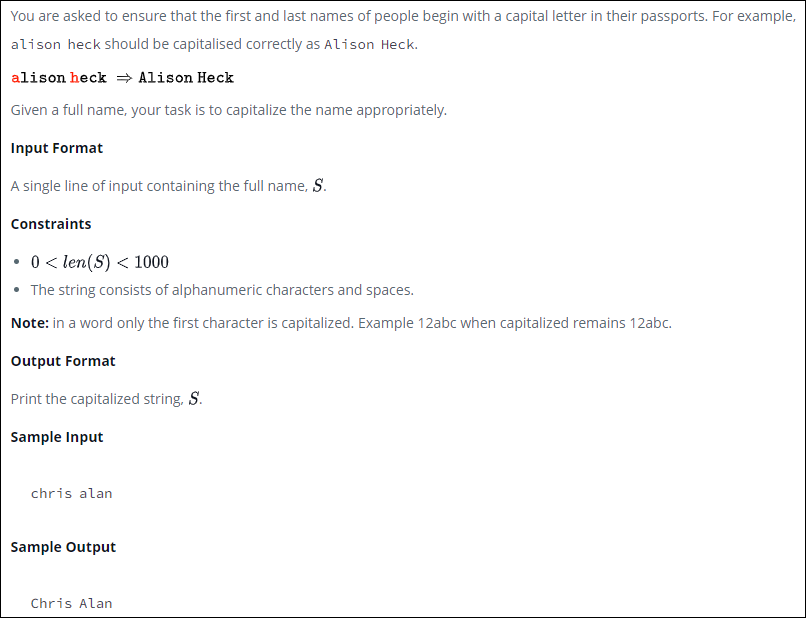 You are asked to ensure that the first and last names of people begin with a capital letter in their passports. For example,
alison heck should be capitalised correctly as Alison Heck.
alison heck ⇒ Alison Heck
Given a full name, your task is to capitalize the name appropriately.
Input Format
A single line of input containing the full name, S.
Constraints
• 0 < len(S) < 1000
• The string consists of alphanumeric characters and spaces.
Note: in a word only the first character is capitalized. Example 12abc when capitalized remains 12abc.
Output Format
Print the capitalized string, S.
Sample Input
chris alan
Sample Output
Chris Alan